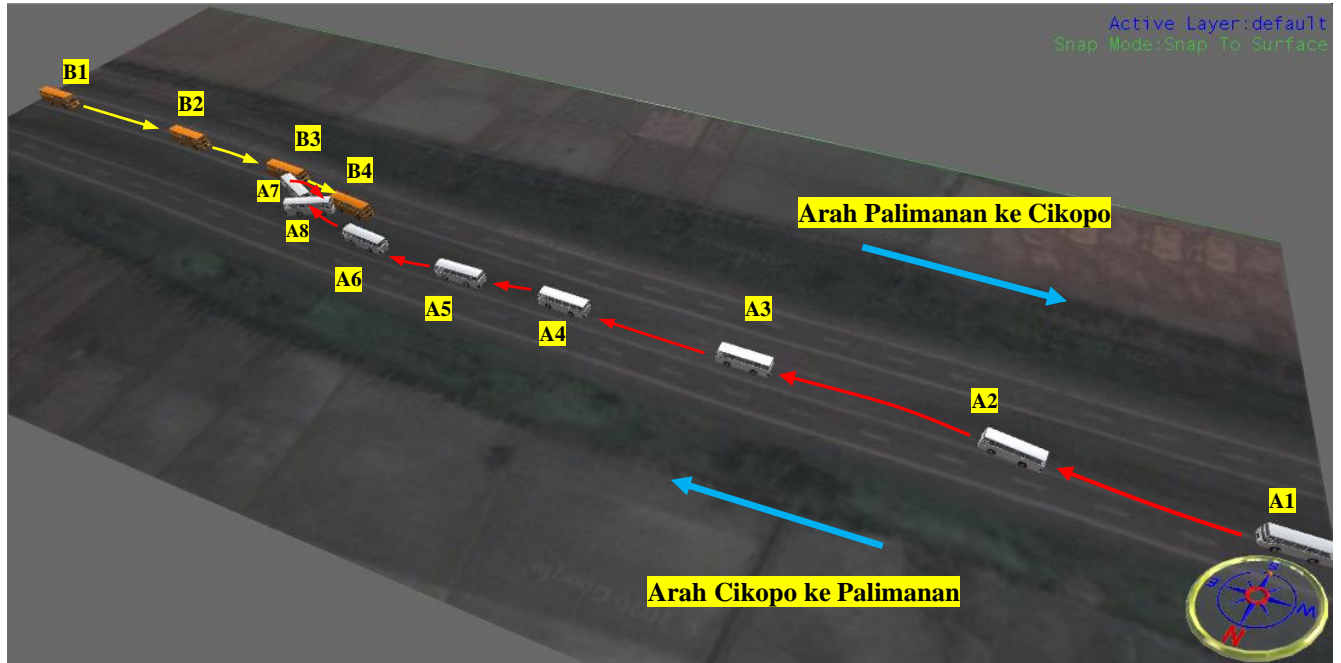 Active Layer:default
Snap Mode:Snap To Surface
B1
B2
B3
B4
A7
A8
A6
A5
A4
A3
A2
A1
Arah Palimanan ke Cikopo
Arah Cikopo ke Palimanan
S
E
W
N